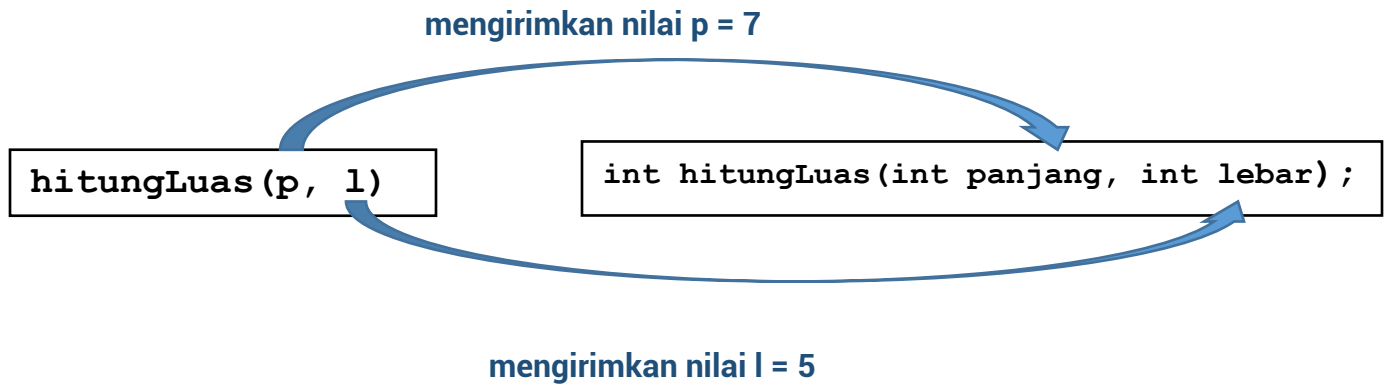 mengirimkan nilai p = 7
hitungLuas(p, l)
int hitungLuas(int panjang, int lebar);
mengirimkan nilai l = 5